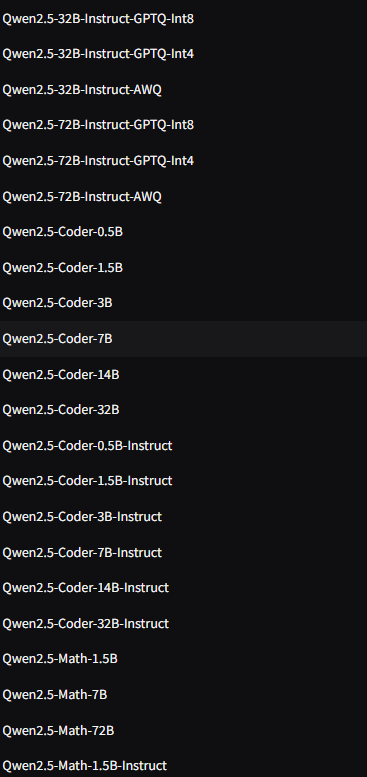 Qwen2.5-32B-Instruct-GPTQ-Int8
Qwen2.5-32B-Instruct-GPTQ-Int4
Qwen2.5-32B-Instruct-AWQ
Qwen2.5-72B-Instruct-GPTQ-Int8
Qwen2.5-72B-Instruct-GPTQ-Int4
Qwen2.5-72B-Instruct-AWQ
Qwen2.5-Coder-0.5B
Qwen2.5-Coder-1.5B
Qwen2.5-Coder-3B
Qwen2.5-Coder-7B
Qwen2.5-Coder-14B
Qwen2.5-Coder-32B
Qwen2.5-Coder-0.5B-Instruct
Qwen2.5-Coder-1.5B-Instruct
Qwen2.5-Coder-3B-Instruct
Qwen2.5-Coder-7B-Instruct
Qwen2.5-Coder-14B-Instruct
Qwen2.5-Coder-32B-Instruct
Qwen2.5-Math-1.5B
Qwen2.5-Math-7B
Qwen2.5-Math-72B
Qwen2.5-Math-1.5B-Instruct